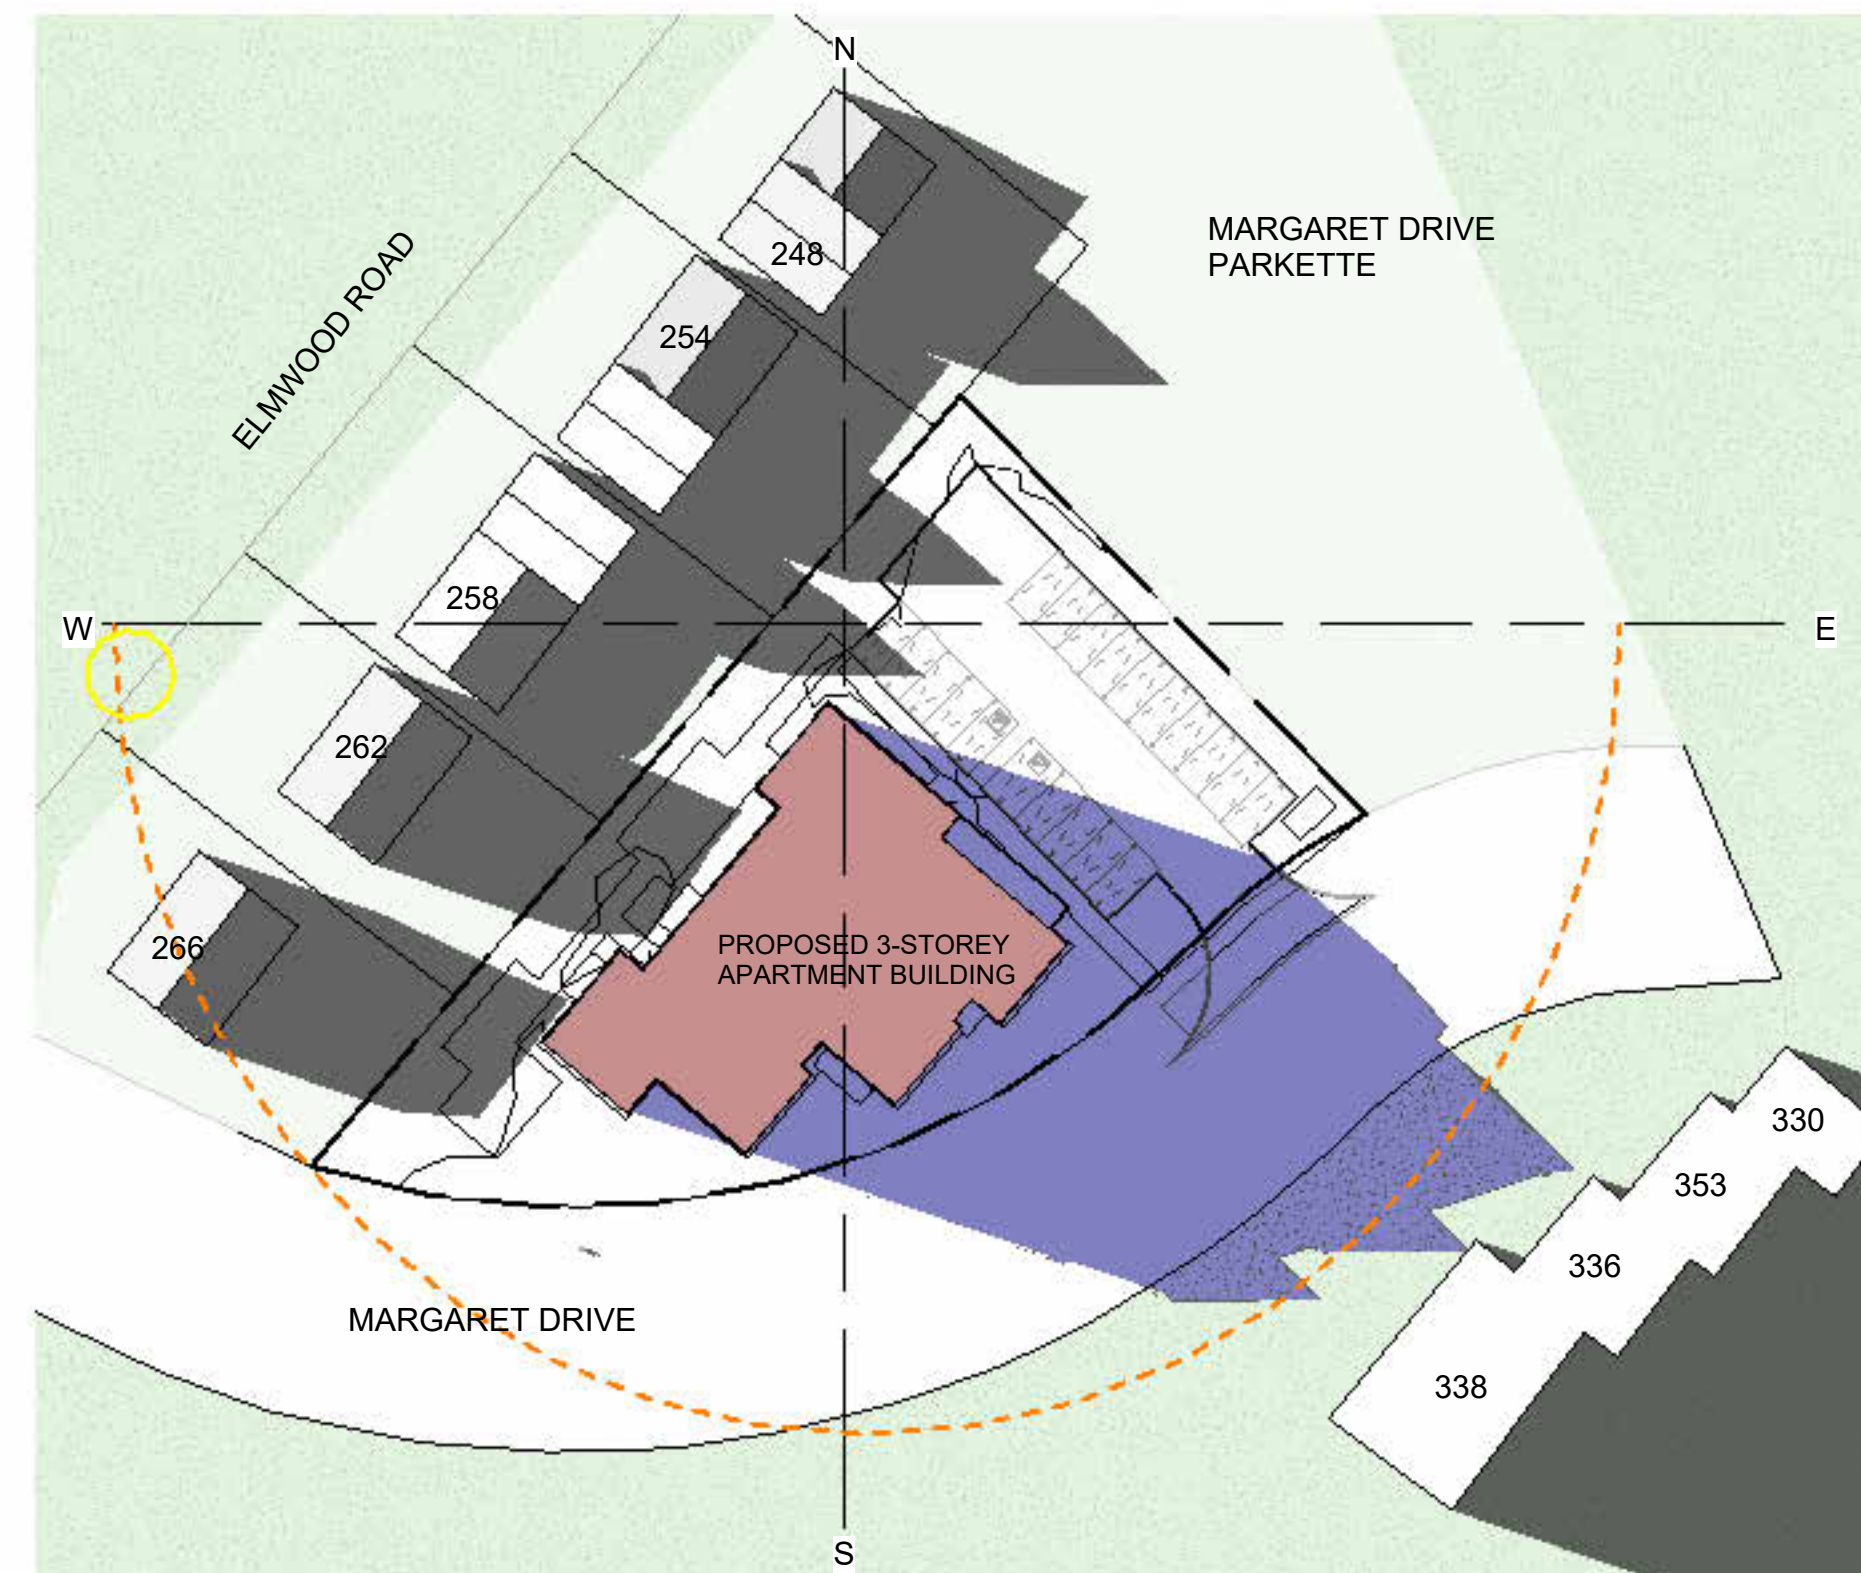 N
MARGARET DRIVE
PARKETTE
248
ELMWOOD ROAD
254
258
W
E
262
266
PROPOSED 3-STOREY
APARTMENT BUILDING
330
353
336
MARGARET DRIVE
338
S